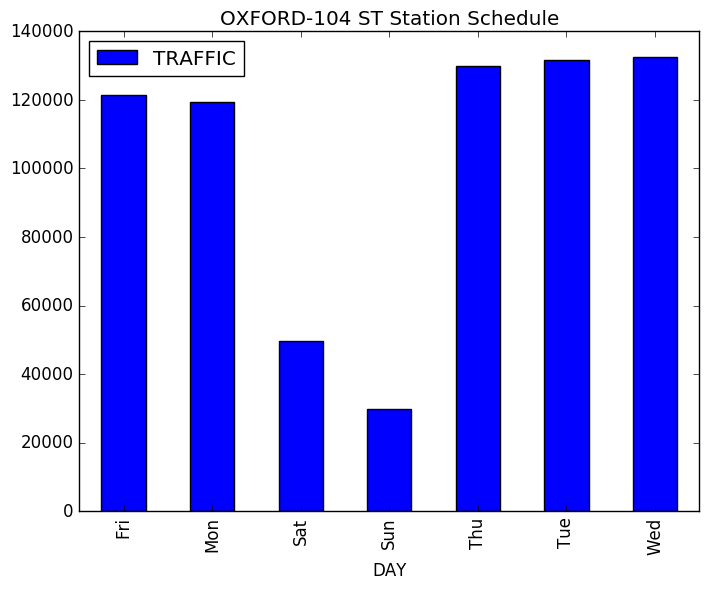 OXFORD-104 ST Station Schedule
TRAFFIC
140000
120000
100000
80000
60000
40000
20000
0
Fri
Mon
Sat
Sun
Thu
Tue
Wed
DAY